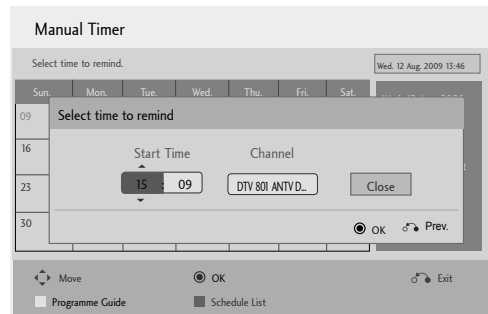 Manual Timer
Select time to remind.
Wed. 12 Aug. 2009 13:46
Sun. Mon. Tue. Wed. Thu. Fri. Sat.
09
Select time to remind
16
Start Time Channel
23
15 : 09 DTV 801 ANTV D... Close
30
OK Prev.
Move OK Exit
Programme Guide Schedule List